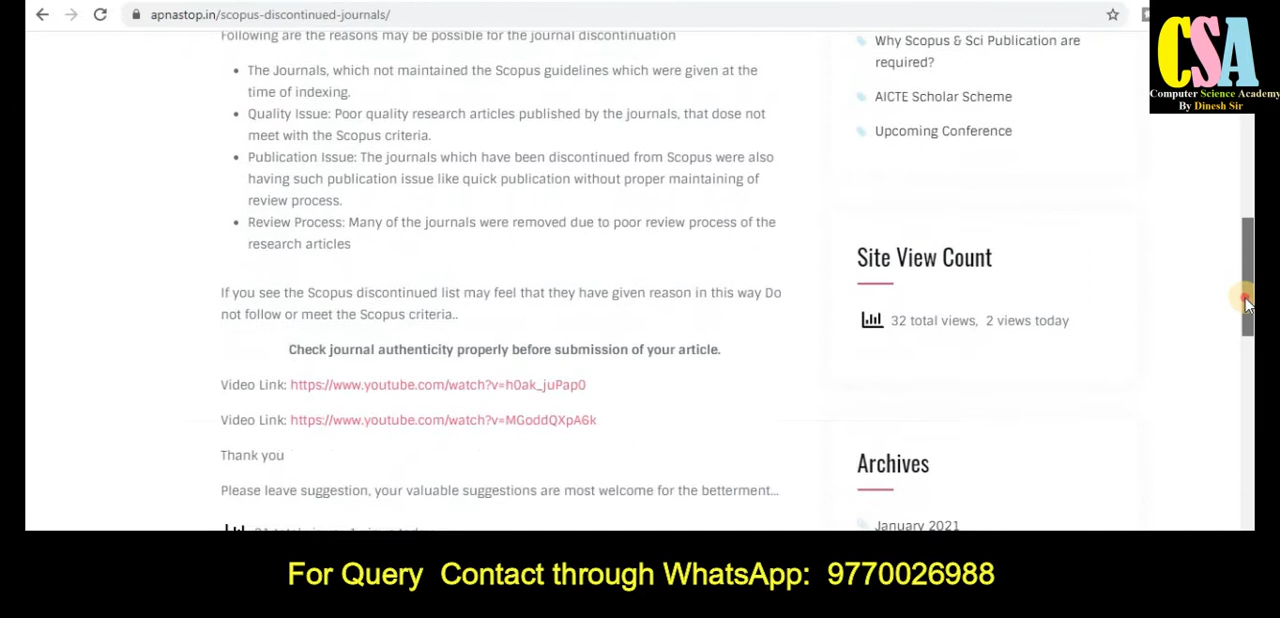 apnastop.in/scopus-discontinued-journals/
CSA
Computer Science Academy
By Dinesh Sir
Following are the reasons may be possible for the journal discontinuation
The Journals, which not maintained the Scopus guidelines which were given at the
time of indexing.
Quality Issue: Poor quality research articles published by the journals, that dose not
meet with the Scopus criteria.
Publication Issue: The journals which have been discontinued from Scopus were also
having such publication issue like quick publication without proper maintaining of
review process.
Review Process: Many of the journals were removed due to poor review process of the
research articles
If you see the Scopus discontinued list may feel that they have given reason in this way Do
not follow or meet the Scopus criteria..
Check journal authenticity properly before submission of your article.
Video Link: https://www.youtube.com/watch?v=h0ak_juPap0
Video Link: https://www.youtube.com/watch?v=MGoddQXpA6k
Thank you
Please leave suggestion, your valuable suggestions are most welcome for the betterment...
Why Scopus & Sci Publication are
required?
AICTE Scholar Scheme
Upcoming Conference
Site View Count
32 total views, 2 views today
Archives
January 2021
For Query Contact through WhatsApp: 9770026988